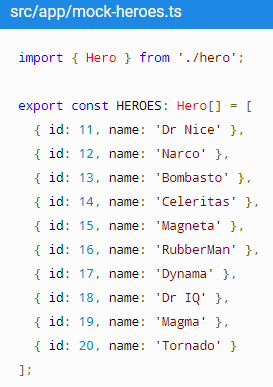 src/app/mock-heroes.ts
import { Hero } from './hero';
export const HEROES: Hero[] = [
  { id: 11, name: 'Dr Nice' },
  { id: 12, name: 'Narco' },
  { id: 13, name: 'Bombasto' },
  { id: 14, name: 'Celeritas' },
  { id: 15, name: 'Magneta' },
  { id: 16, name: 'RubberMan' },
  { id: 17, name: 'Dynama' },
  { id: 18, name: 'Dr IQ' },
  { id: 19, name: 'Magma' },
  { id: 20, name: 'Tornado' }
];